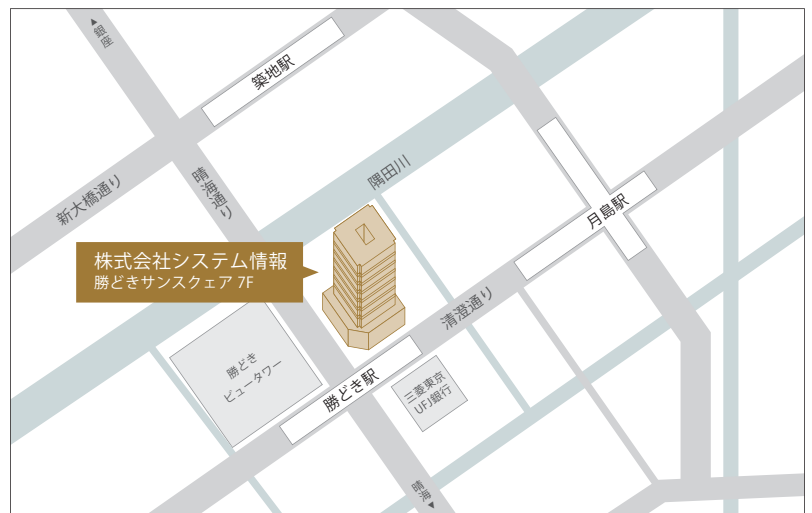 ▲銀座
築地駅
新大橋通り
晴海通り
隅田川
月島駅
株式会社システム情報
勝どきサンスクェア 7F
清澄通り
勝どき
ビュータワー
勝どき駅
三菱東京
UFJ銀行
晴海▼